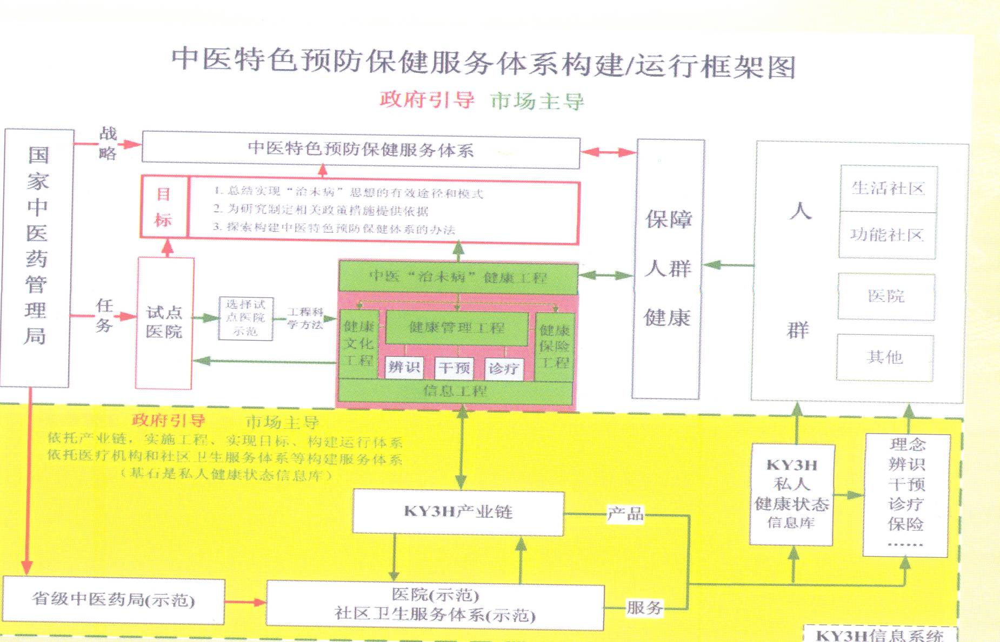 中医特色预防保健服务体系构建/运行框架图
政府引导 市场主导
国家中医药管理局
战略
中医特色预防保健服务体系
目标
1. 总结实现“治未病”思想的有效途径和模式
2. 为研究制定相关政策措施提供依据
3. 探索构建中医特色预防保健体系的办法
任务
试点
医院
选择试
点医院
示范
工程科
学方法
中医“治未病”健康工程
健康
文化
工程
健康管理工程
健康
保险
工程
辨识
干预
诊疗
信息工程
保障
人群
健康
人群
生活社区
功能社区
医院
其他
政府引导 市场主导
依托产业链，实施工程、实现目标、构建运行体系
依托医疗机构和社区卫生服务体系等构建服务体系
（基石是私人健康状态信息库）
KY3H产业链
产品
KY3H
私人
健康状态
信息库
理念
辨识
干预
诊疗
保险
······
省级中医药局(示范)
医院(示范)
社区卫生服务体系(示范)
服务
KY3H信息系统